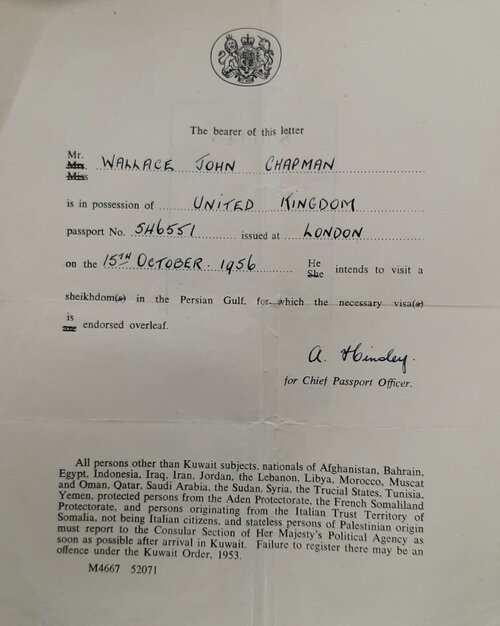 The bearer of this letter
Mr.
Mrs. WALLACE JOHN CHAPMAN
Miss
is in possession of UNITED KINGDOM
passport No. 5H6551 issued at LONDON
on the 15TH OCTOBER. 1956 He
She intends to visit a
sheikhdom(s) in the Persian Gulf, for which the necessary visa(s)
is
are endorsed overleaf.
A. Hinsley.
for Chief Passport Officer.
All persons other than Kuwait subjects, nationals of Afghanistan, Bahrain,
Egypt, Indonesia, Iraq, Iran, Jordan, the Lebanon, Libya, Morocco, Muscat
and Oman, Qatar, Saudi Arabia, the Sudan, Syria, the Trucial States, Tunisia,
Yemen, protected persons from the Aden Protectorate, the French Somaliland
Protectorate, and persons originating from the Italian Trust Territory of
Somalia, not being Italian citizens, and stateless persons of Palestinian origin
must report to the Consular Section of Her Majesty's Political Agency as
soon as possible after arrival in Kuwait. Failure to register there may be an
offence under the Kuwait Order, 1953.
M4667 52071